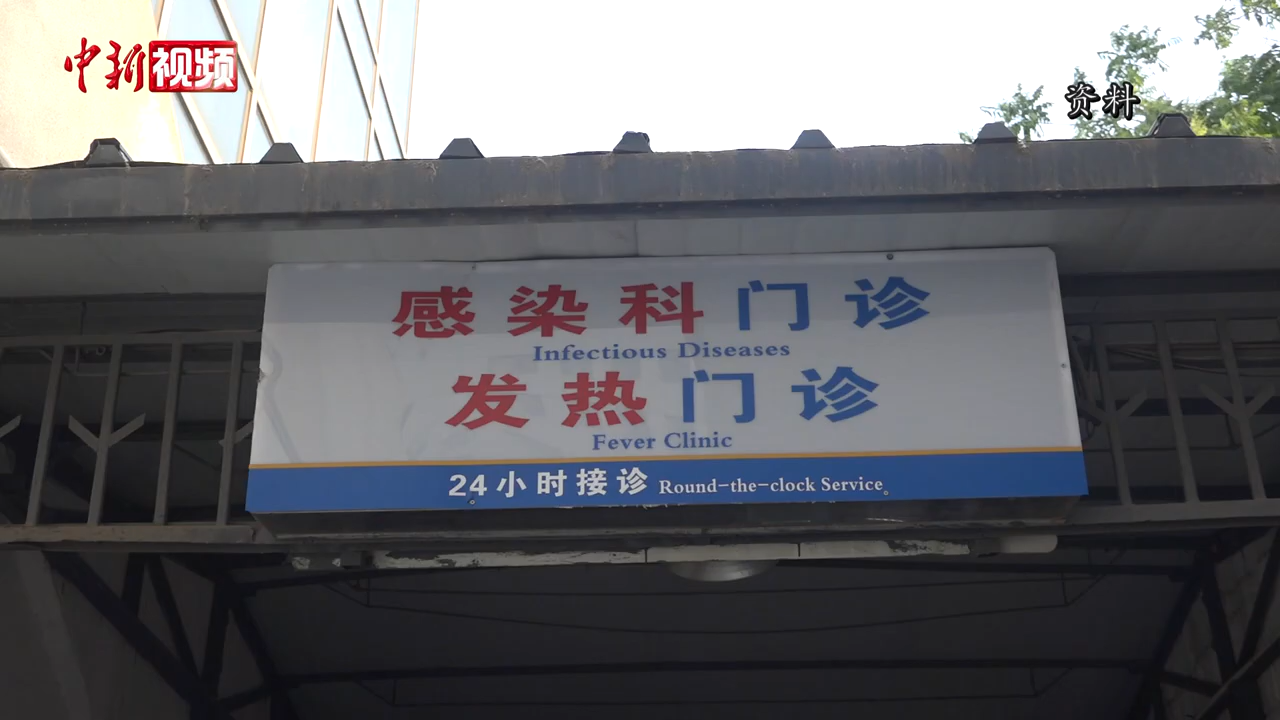 中新视频
资料
感染科门诊
Infectious Diseases
发热门诊
Fever Clinic
24小时接诊 Round-the-clock Service